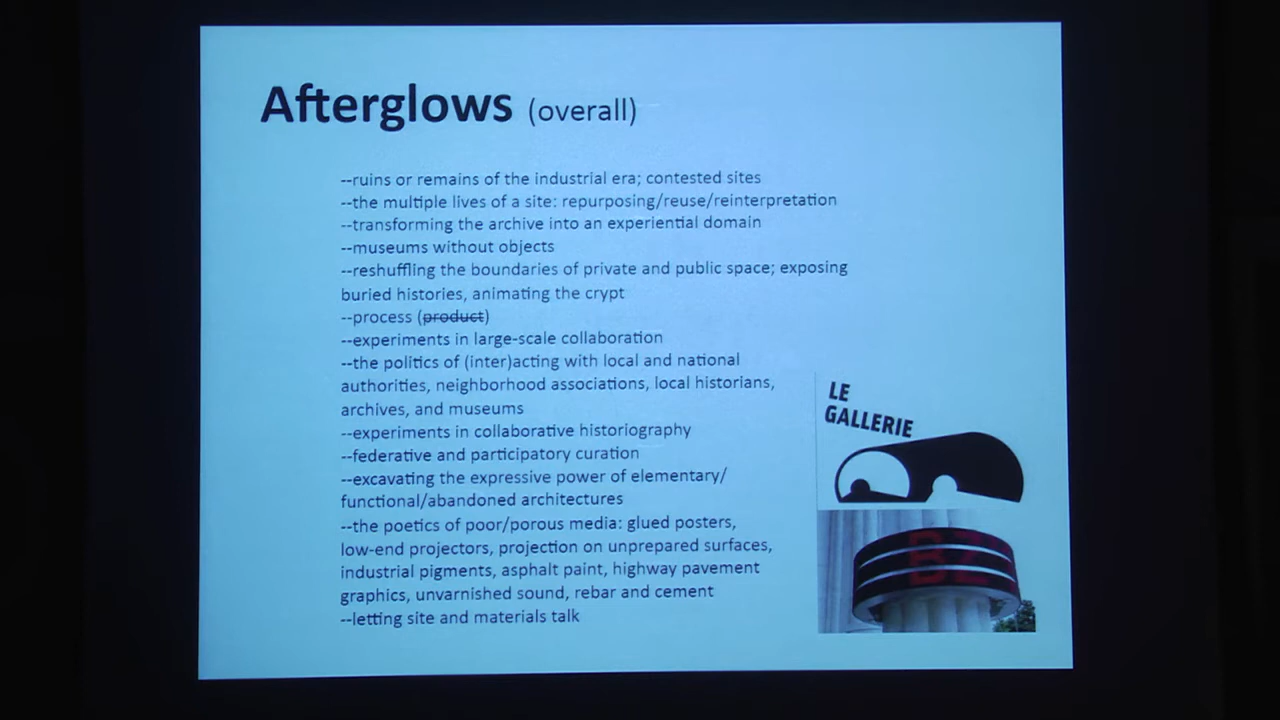 Afterglows (overall)
--ruins or remains of the industrial era; contested sites
--the multiple lives of a site: repurposing/reuse/reinterpretation
--transforming the archive into an experiential domain
--museums without objects
--reshuffling the boundaries of private and public space; exposing
buried histories, animating the crypt
--process (product)
--experiments in large-scale collaboration
--the politics of (inter)acting with local and national
authorities, neighborhood associations, local historians,
archives, and museums
--experiments in collaborative historiography
--federative and participatory curation
--excavating the expressive power of elementary/
functional/abandoned architectures
--the poetics of poor/porous media: glued posters,
low-end projectors, projection on unprepared surfaces,
industrial pigments, asphalt paint, highway pavement
graphics, unvarnished sound, rebar and cement
--letting site and materials talk
LE
GALLERIE
BZ